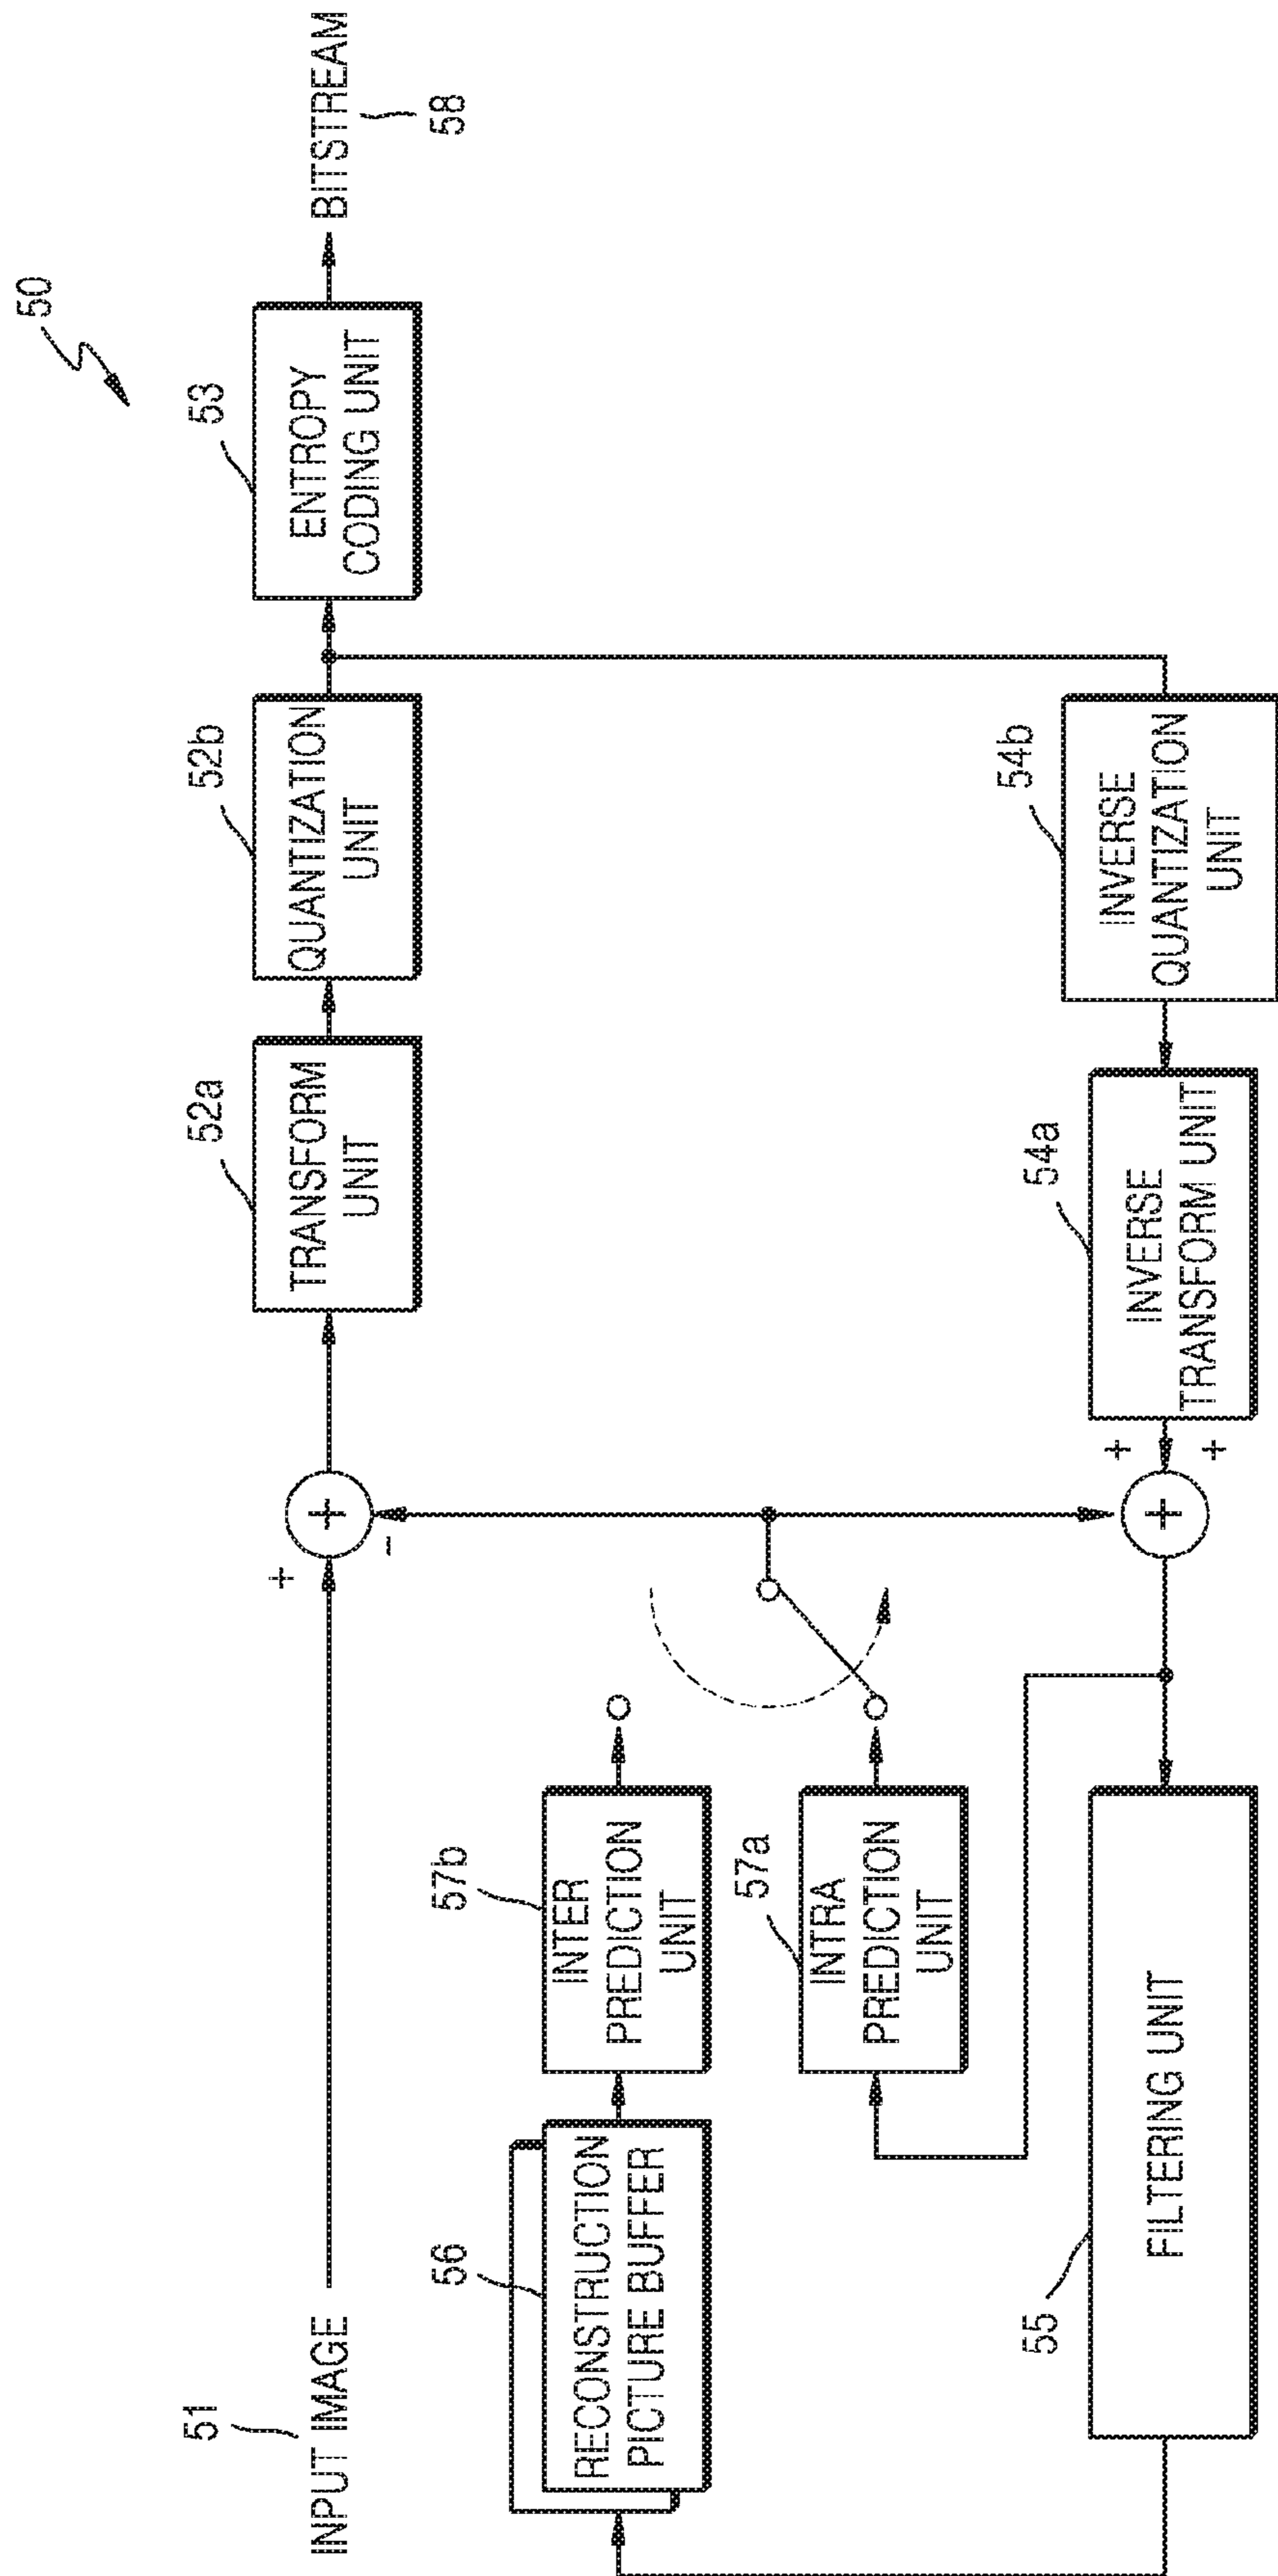 50
51
INPUT IMAGE
+
-
+
52a
TRANSFORM
UNIT
52b
QUANTIZATION
UNIT
53
ENTROPY
CODING UNIT
BITSTREAM
58
56
RECONSTRUCTION
PICTURE BUFFER
57b
INTER
PREDICTION
UNIT
57a
INTRA
PREDICTION
UNIT
55
FILTERING UNIT
+
+
+
54a
INVERSE
TRANSFORM UNIT
54b
INVERSE
QUANTIZATION
UNIT